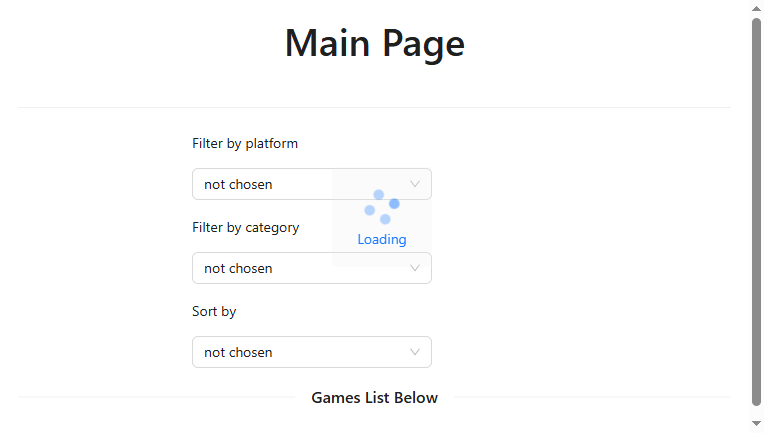 Main Page
Filter by platform
not chosen
Filter by category
Loading
not chosen
Sort by
not chosen
Games List Below